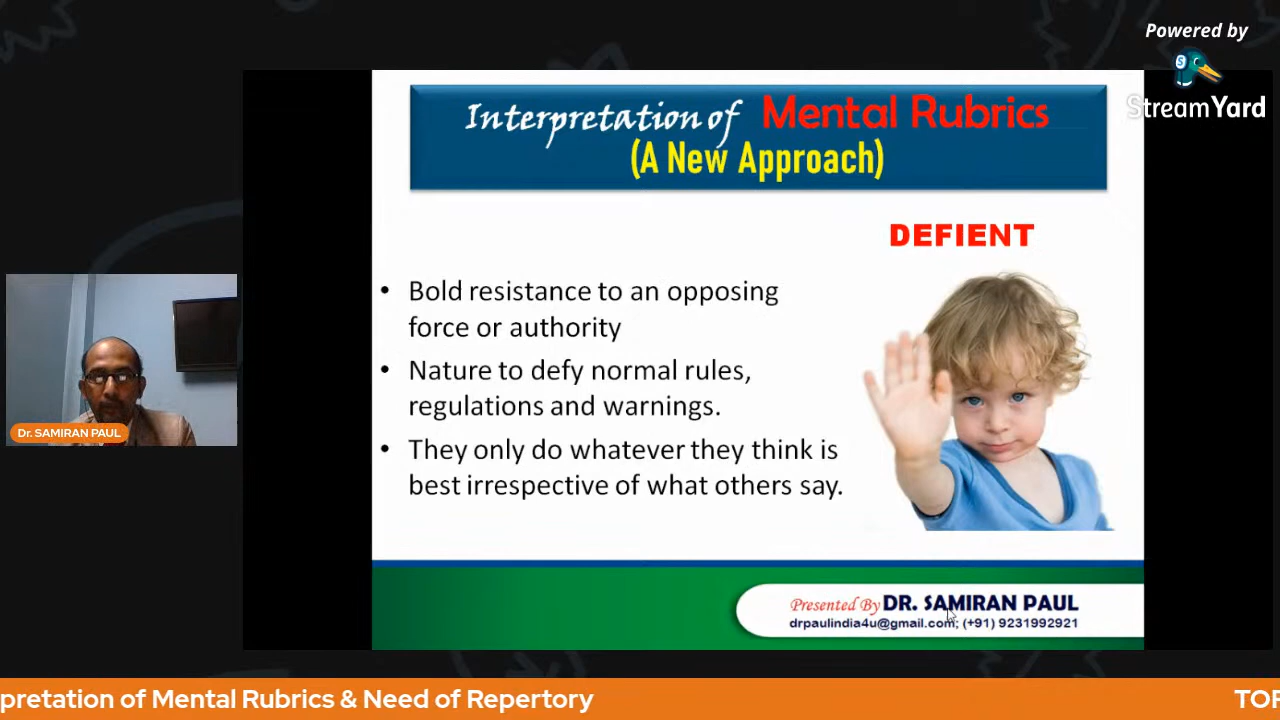 Powered by
StreamYard
Interpretation of Mental Rubrics
(A New Approach)
DEFIENT
• Bold resistance to an opposing
force or authority
• Nature to defy normal rules,
regulations and warnings.
• They only do whatever they think is
best irrespective of what others say.
Dr. SAMIRAN PAUL
Presented By DR. SAMIRAN PAUL
drpaulindia4u@gmail.com; (+91) 9231992921
pretation of Mental Rubrics & Need of Repertory
TOP